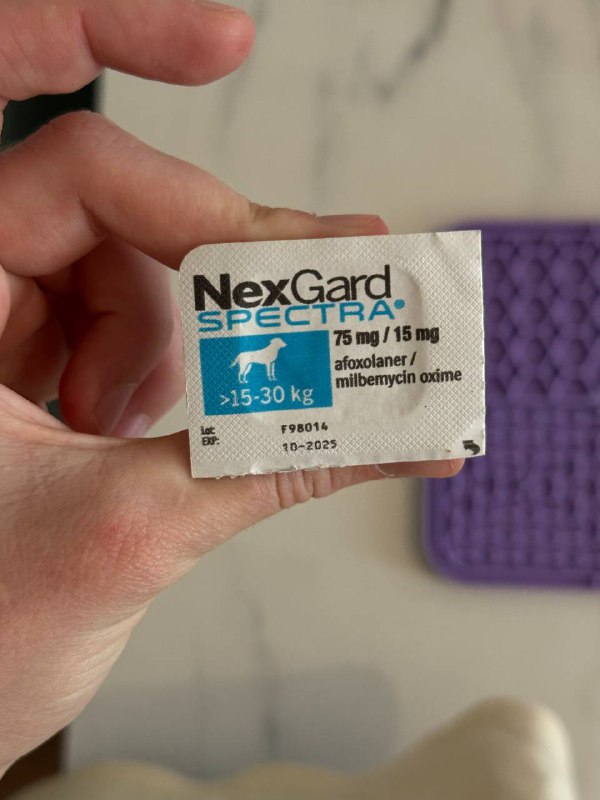 NexGard
SPECTRA®
75 mg / 15 mg
afoxolaner /
milbemycin oxime
>15-30 kg
Lot: F98014
EXP: 10-2025